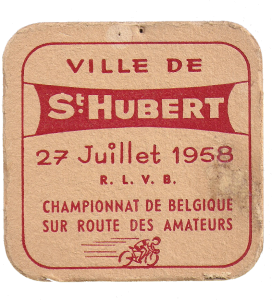 VILLE DE
St. HUBERT
27 Juillet 1958
R. L. V. B.
CHAMPIONNAT DE BELGIQUE
SUR ROUTE DES AMATEURS